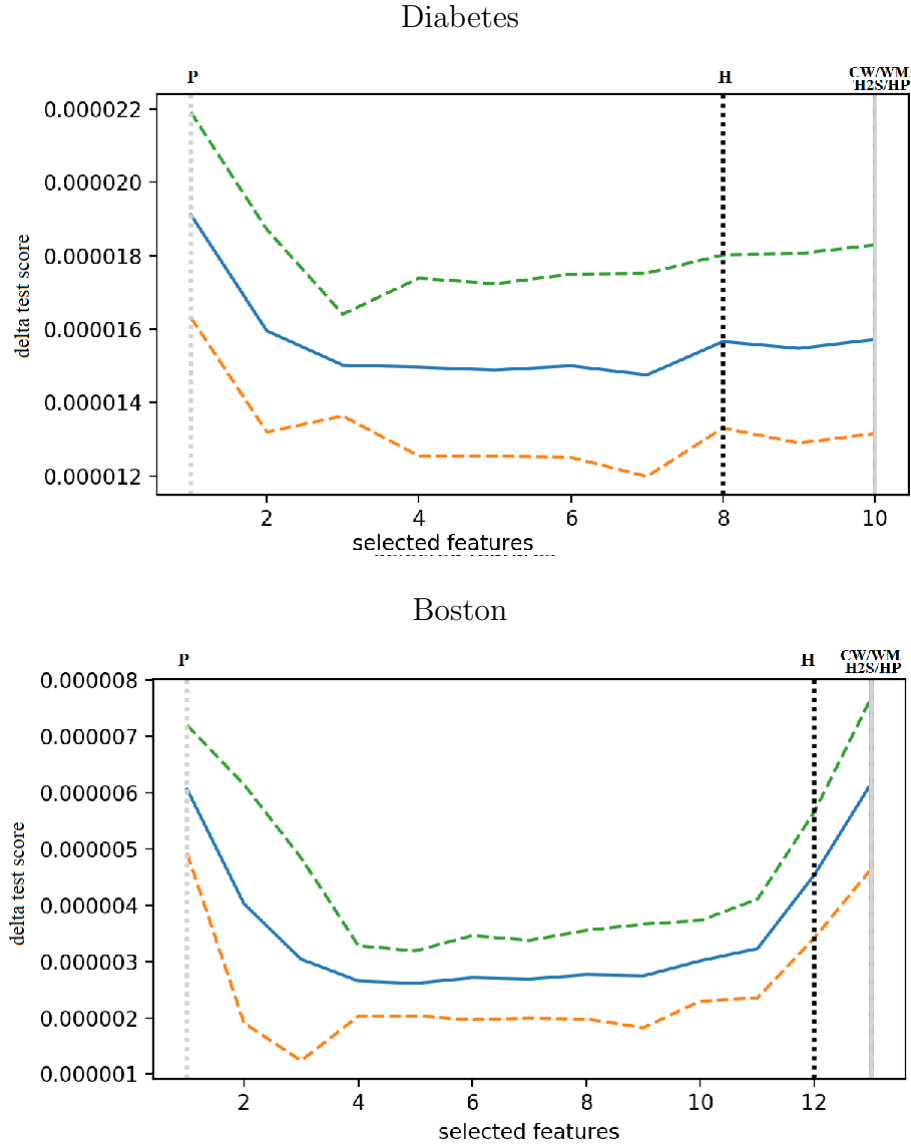 Diabetes
P
H
CW/WM
H2S/HP
0.000022
0.000020
0.000018
0.000016
0.000014
0.000012
delta test score
2
4
6
8
10
selected features
Boston
P
H
CW/WM
H2S/HP
0.000008
0.000007
0.000006
0.000005
0.000004
0.000003
0.000002
0.000001
delta test score
2
4
6
8
10
12
selected features